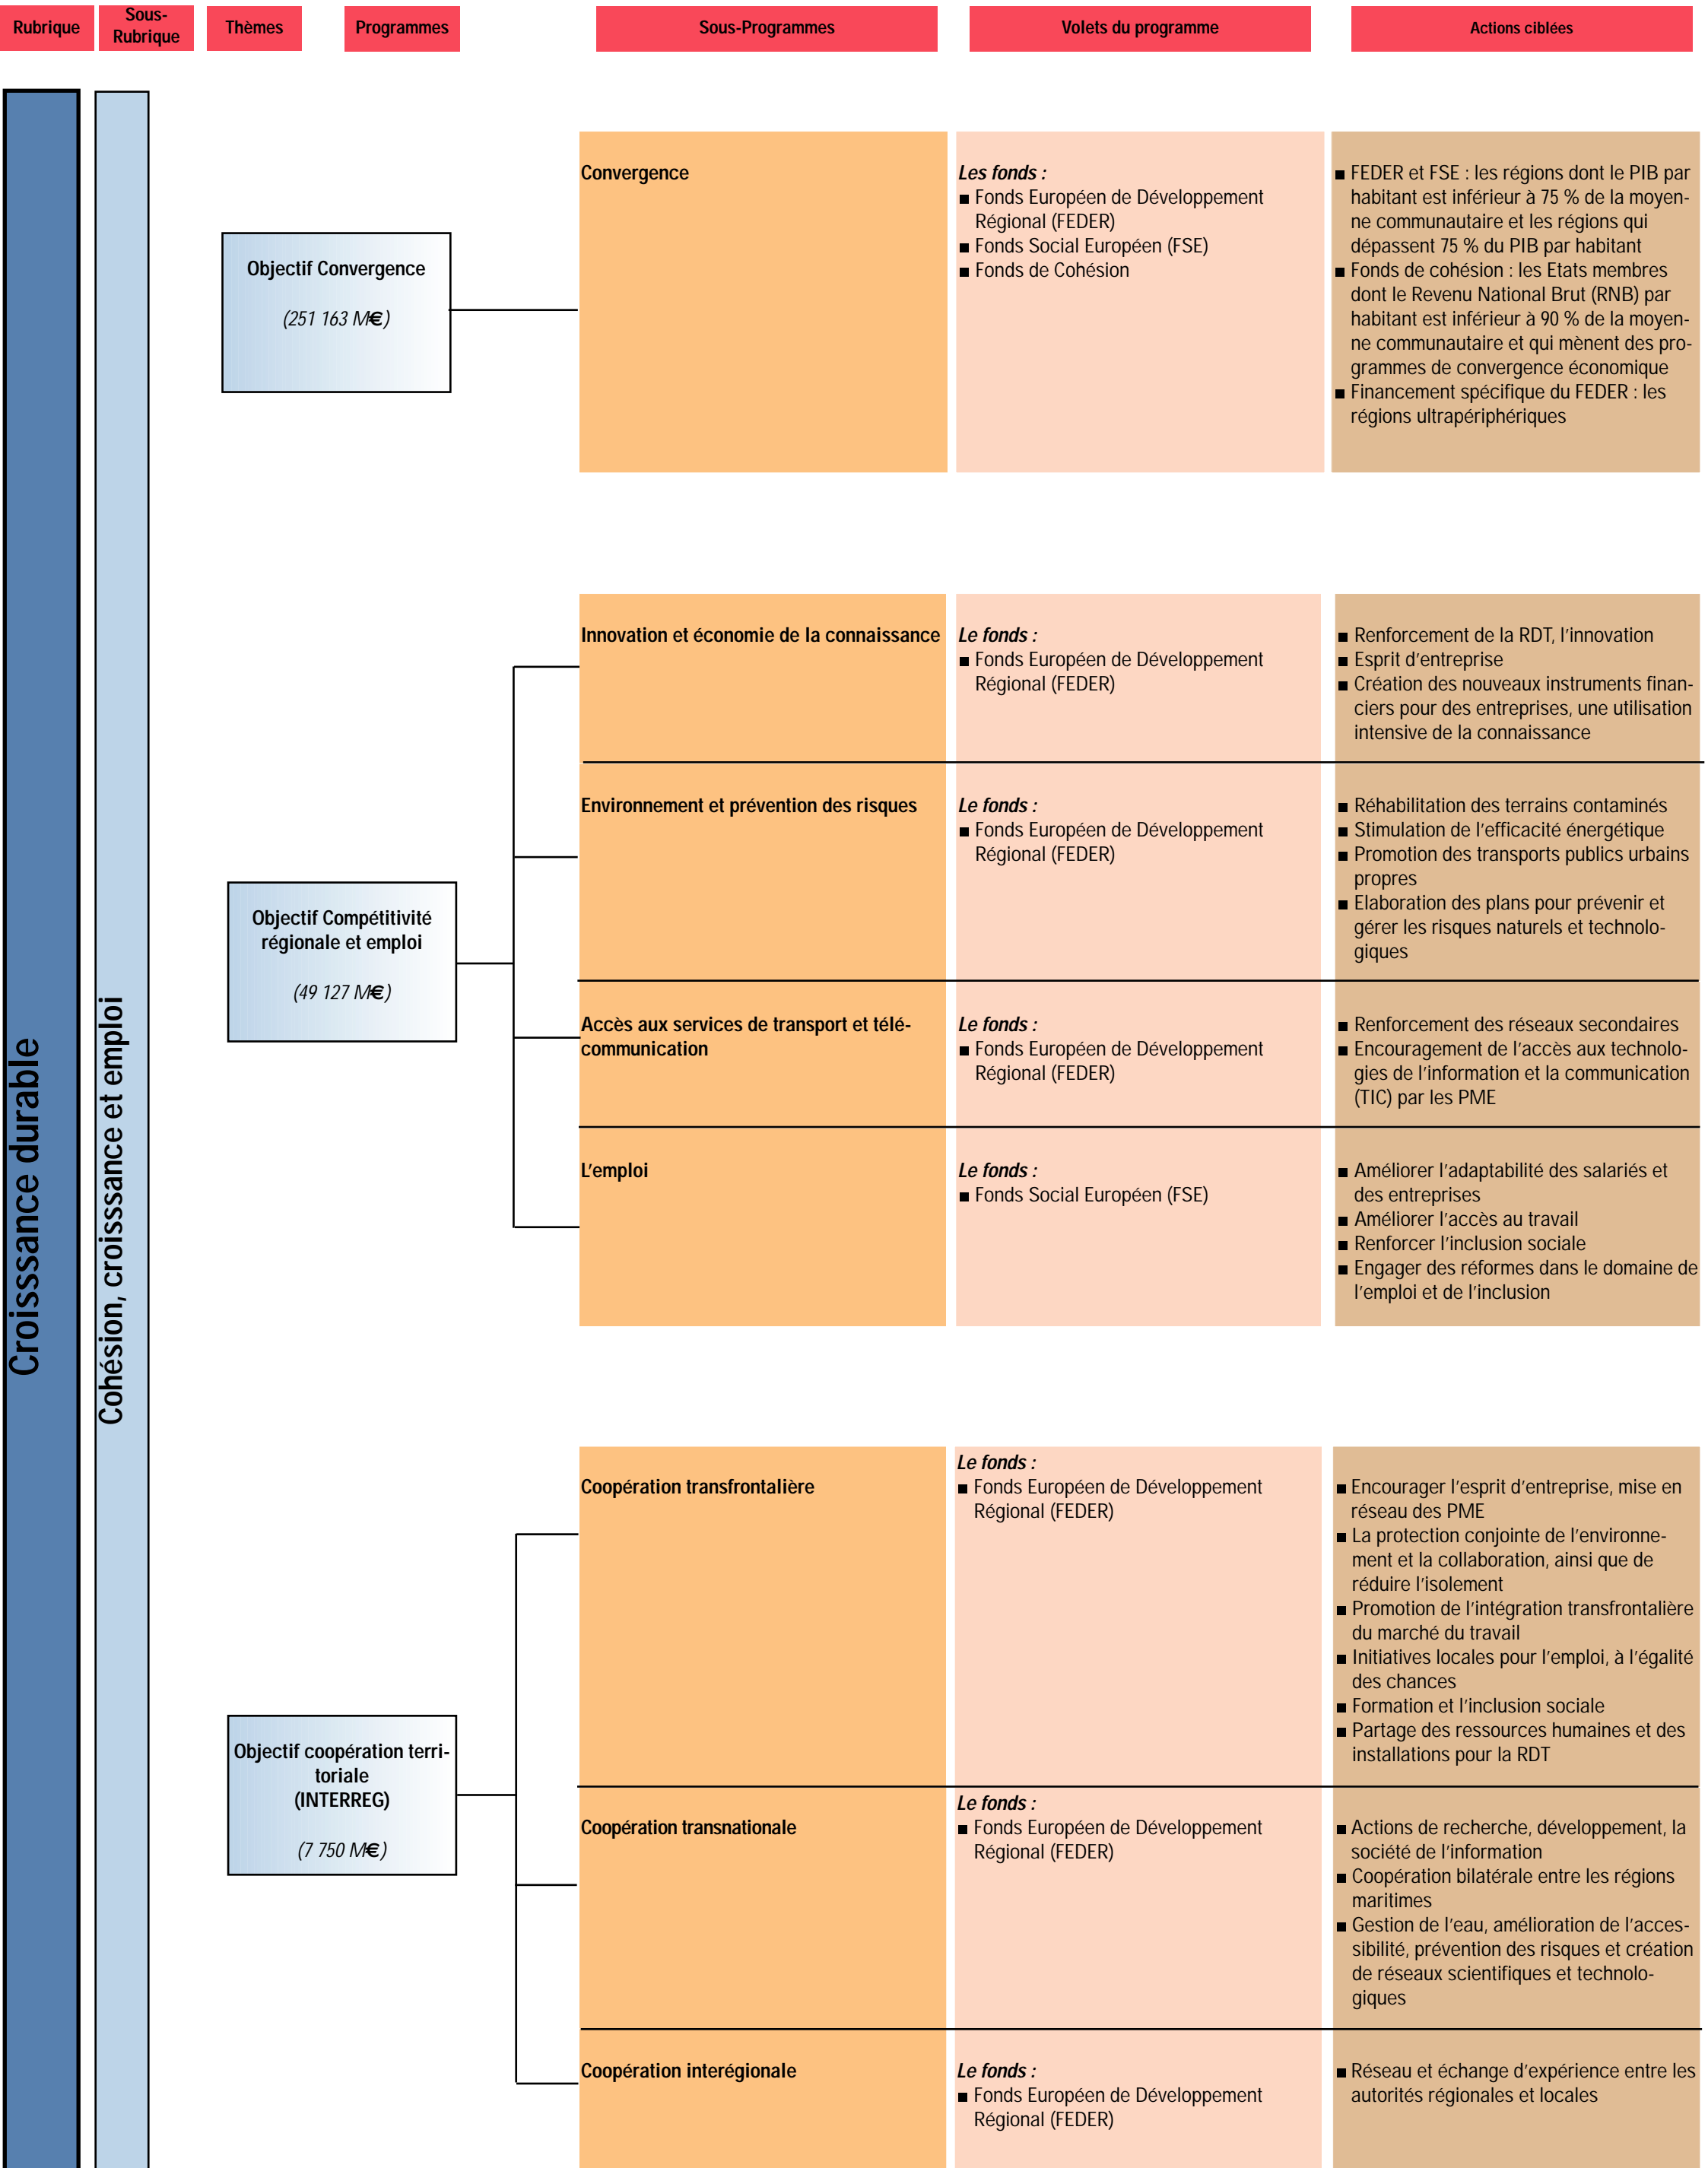 Rubrique
Sous-
Rubrique
Thèmes
Programmes
Sous-Programmes
Volets du programme
Actions ciblées
Croisssance durable
Cohésion, croisssance et emploi
Objectif Convergence
(251 163 M€)
Convergence
Les fonds :
■ Fonds Européen de Développement
Régional (FEDER)
■ Fonds Social Européen (FSE)
■ Fonds de Cohésion
■ FEDER et FSE : les régions dont le PIB par
habitant est inférieur à 75 % de la moyen-
ne communautaire et les régions qui
dépassent 75 % du PIB par habitant
■ Fonds de cohésion : les Etats membres
dont le Revenu National Brut (RNB) par
habitant est inférieur à 90 % de la moyen-
ne communautaire et qui mènent des pro-
grammes de convergence économique
■ Financement spécifique du FEDER : les
régions ultrapériphériques
Objectif Compétitivité
régionale et emploi
(49 127 M€)
Innovation et économie de la connaissance
Le fonds :
■ Fonds Européen de Développement
Régional (FEDER)
■ Renforcement de la RDT, l'innovation
■ Esprit d'entreprise
■ Création des nouveaux instruments finan-
ciers pour des entreprises, une utilisation
intensive de la connaissance
Environnement et prévention des risques
Le fonds :
■ Fonds Européen de Développement
Régional (FEDER)
■ Réhabilitation des terrains contaminés
■ Stimulation de l'efficacité énergétique
■ Promotion des transports publics urbains
propres
■ Elaboration des plans pour prévenir et
gérer les risques naturels et technolo-
giques
Accès aux services de transport et télé-
communication
Le fonds :
■ Fonds Européen de Développement
Régional (FEDER)
■ Renforcement des réseaux secondaires
■ Encouragement de l'accès aux technolo-
gies de l'information et la communication
(TIC) par les PME
L'emploi
Le fonds :
■ Fonds Social Européen (FSE)
■ Améliorer l'adaptabilité des salariés et
des entreprises
■ Améliorer l'accès au travail
■ Renforcer l'inclusion sociale
■ Engager des réformes dans le domaine de
l'emploi et de l'inclusion
Objectif coopération terri-
toriale
(INTERREG)
(7 750 M€)
Coopération transfrontalière
Le fonds :
■ Fonds Européen de Développement
Régional (FEDER)
■ Encourager l'esprit d'entreprise, mise en
réseau des PME
■ La protection conjointe de l'environne-
ment et la collaboration, ainsi que de
réduire l'isolement
■ Promotion de l'intégration transfrontalière
du marché du travail
■ Initiatives locales pour l'emploi, à l'égalité
des chances
■ Formation et l'inclusion sociale
■ Partage des ressources humaines et des
installations pour la RDT
Coopération transnationale
Le fonds :
■ Fonds Européen de Développement
Régional (FEDER)
■ Actions de recherche, développement, la
société de l'information
■ Coopération bilatérale entre les régions
maritimes
■ Gestion de l'eau, amélioration de l'acces-
sibilité, prévention des risques et création
de réseaux scientifiques et technolo-
giques
Coopération interégionale
Le fonds :
■ Fonds Européen de Développement
Régional (FEDER)
■ Réseau et échange d'expérience entre les
autorités régionales et locales